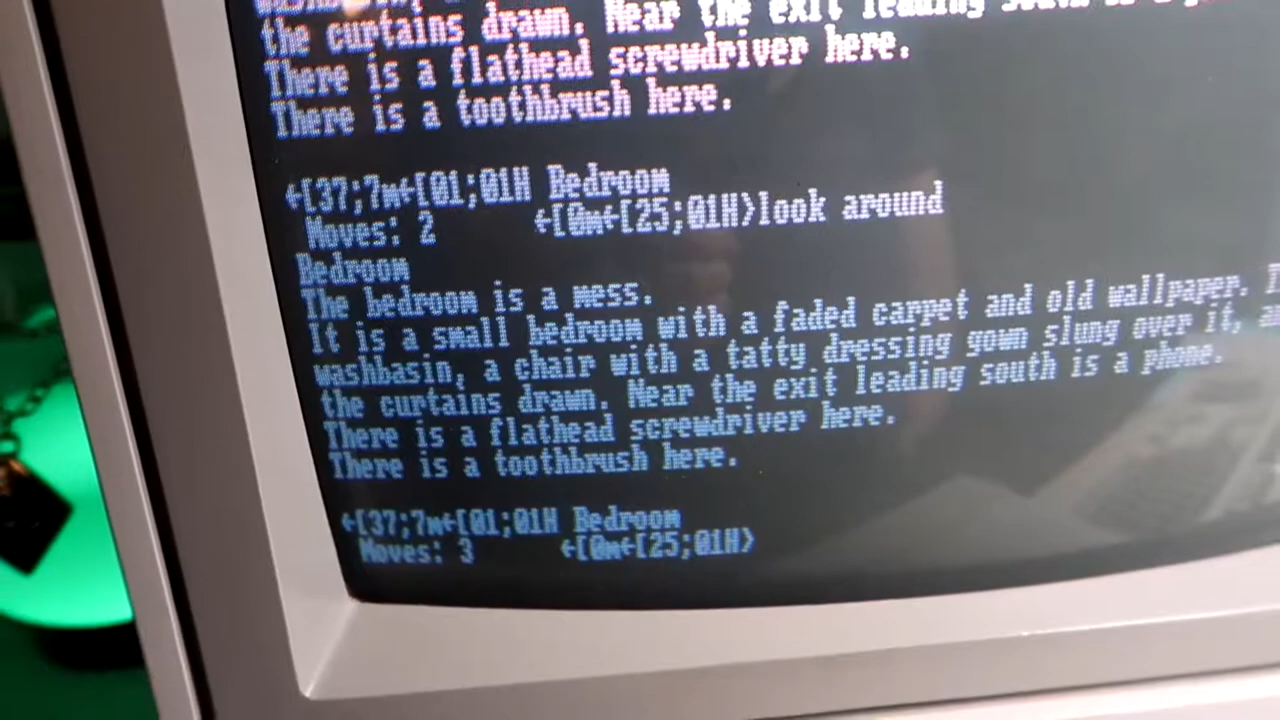 the curtains drawn. Near the exit leading south is a
There is a flathead screwdriver here.
There is a toothbrush here.
←[37;7m←[01;01H Bedroom
Moves: 2 ←[0m←[25;01H>look around
Bedroom
The bedroom is a mess.
It is a small bedroom with a faded carpet and old wallpaper.
washbasin, a chair with a tatty dressing gown slung over it, a
the curtains drawn. Near the exit leading south is a phone.
There is a flathead screwdriver here.
There is a toothbrush here.
←[37;7m←[01;01H Bedroom
Moves: 3 ←[0m←[25;01H>